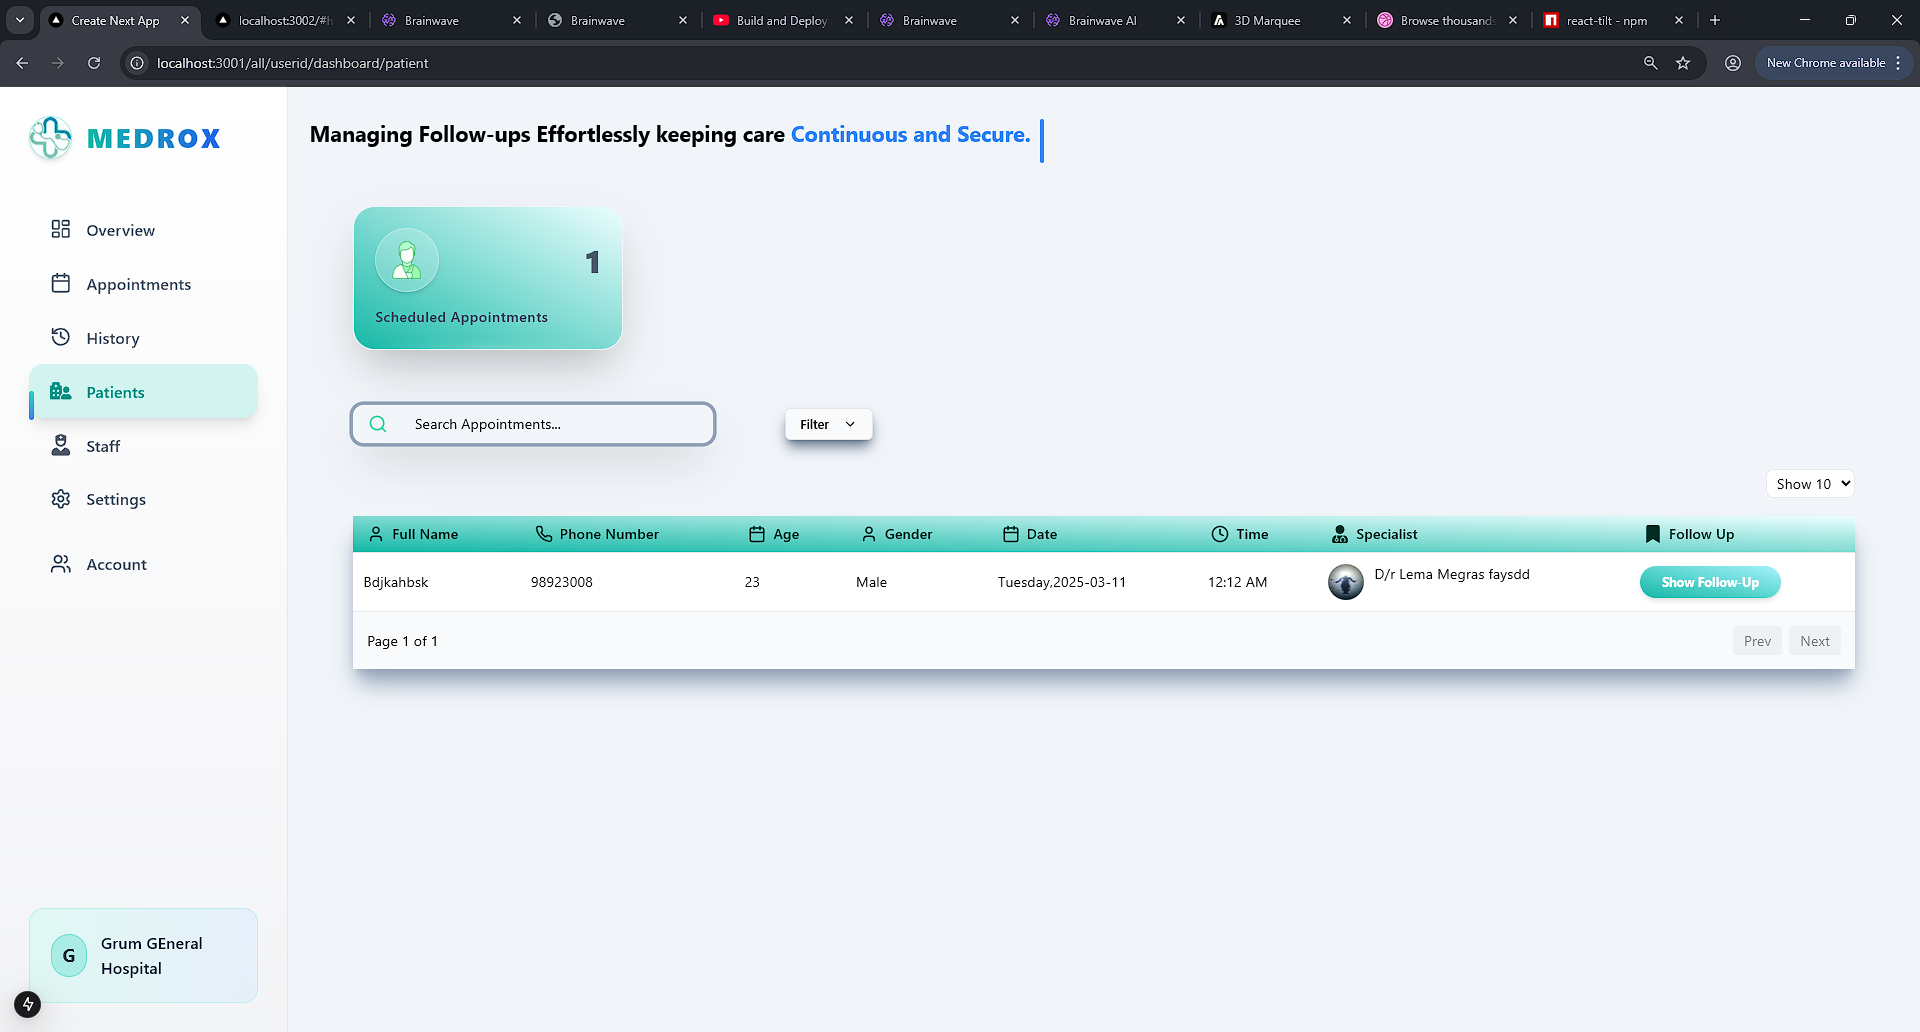 Create Next App
localhost:3002/#h
Brainwave
Brainwave
Build and Deploy
Brainwave
Brainwave AI
3D Marquee
Browse thousands
react-tilt - npm
localhost:3001/all/userid/dashboard/patient
New Chrome available
MEDROX
Overview
Appointments
History
Patients
Staff
Settings
Account
G
Grum GEneral
Hospital
Managing Follow-ups Effortlessly keeping care Continuous and Secure.
1
Scheduled Appointments
Search Appointments...
Filter
Show 10
Full Name Phone Number Age Gender Date Time Specialist Follow Up
Bdjkahbsk 98923008 23 Male Tuesday,2025-03-11 12:12 AM D/r Lema Megras faysdd Show Follow-Up
Page 1 of 1
Prev Next